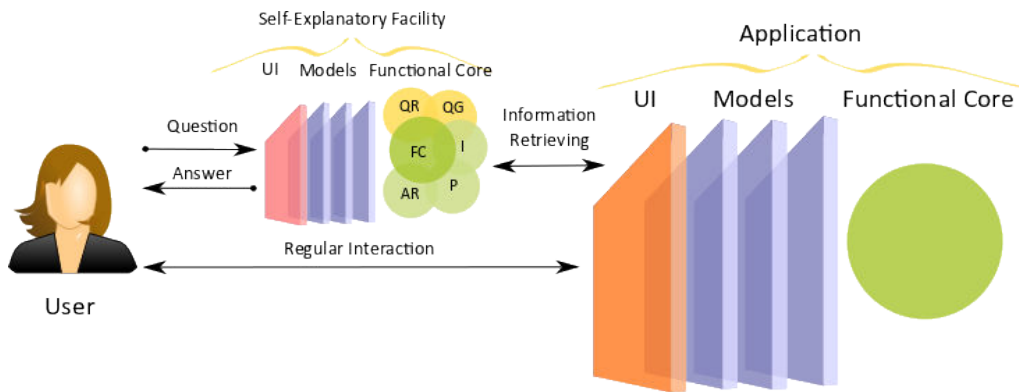 Self-Explanatory Facility
UI Models Functional Core
QR QG
FC I
AR P
Question
Answer
Information
Retrieving
Regular Interaction
User
Application
UI Models Functional Core